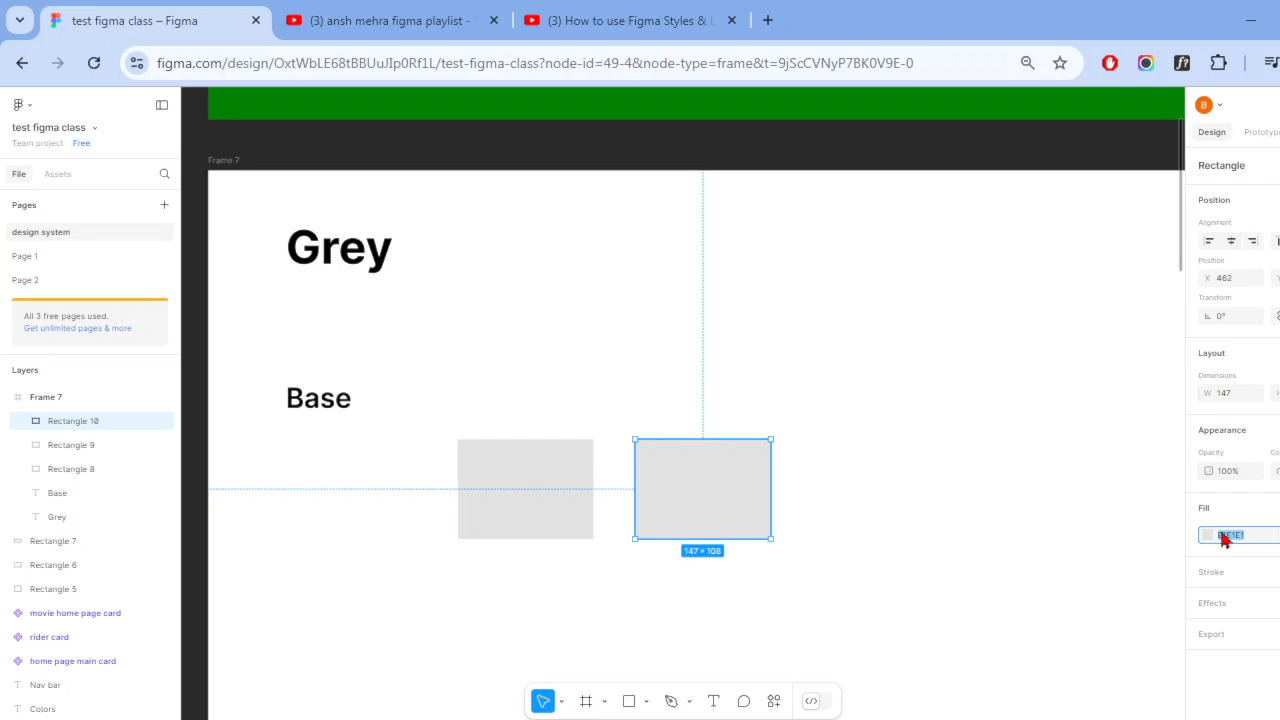 test figma class – Figma
(3) ansh mehra figma playlist -
(3) How to use Figma Styles &
figma.com/design/OxtWbLE68tBBUuJIp0Rf1L/test-figma-class?node-id=49-4&node-type=frame&t=9jScCVNyP7BK0V9E-0
test figma class
Team project Free
File Assets
Pages
design system
Page 1
Page 2
All 3 free pages used.
Get unlimited pages & more
Layers
Frame 7
Rectangle 10
Rectangle 9
Rectangle 8
Base
Grey
Rectangle 7
Rectangle 6
Rectangle 5
movie home page card
rider card
home page main card
Nav bar
Colors
Frame 7
Grey
Base
147 × 108
B
Design Prototype
Rectangle
Position
Alignment
Position
X 462
Transform
0°
Layout
Dimensions
W 147
Appearance
Opacity
100%
Fill
Stroke
Effects
Export